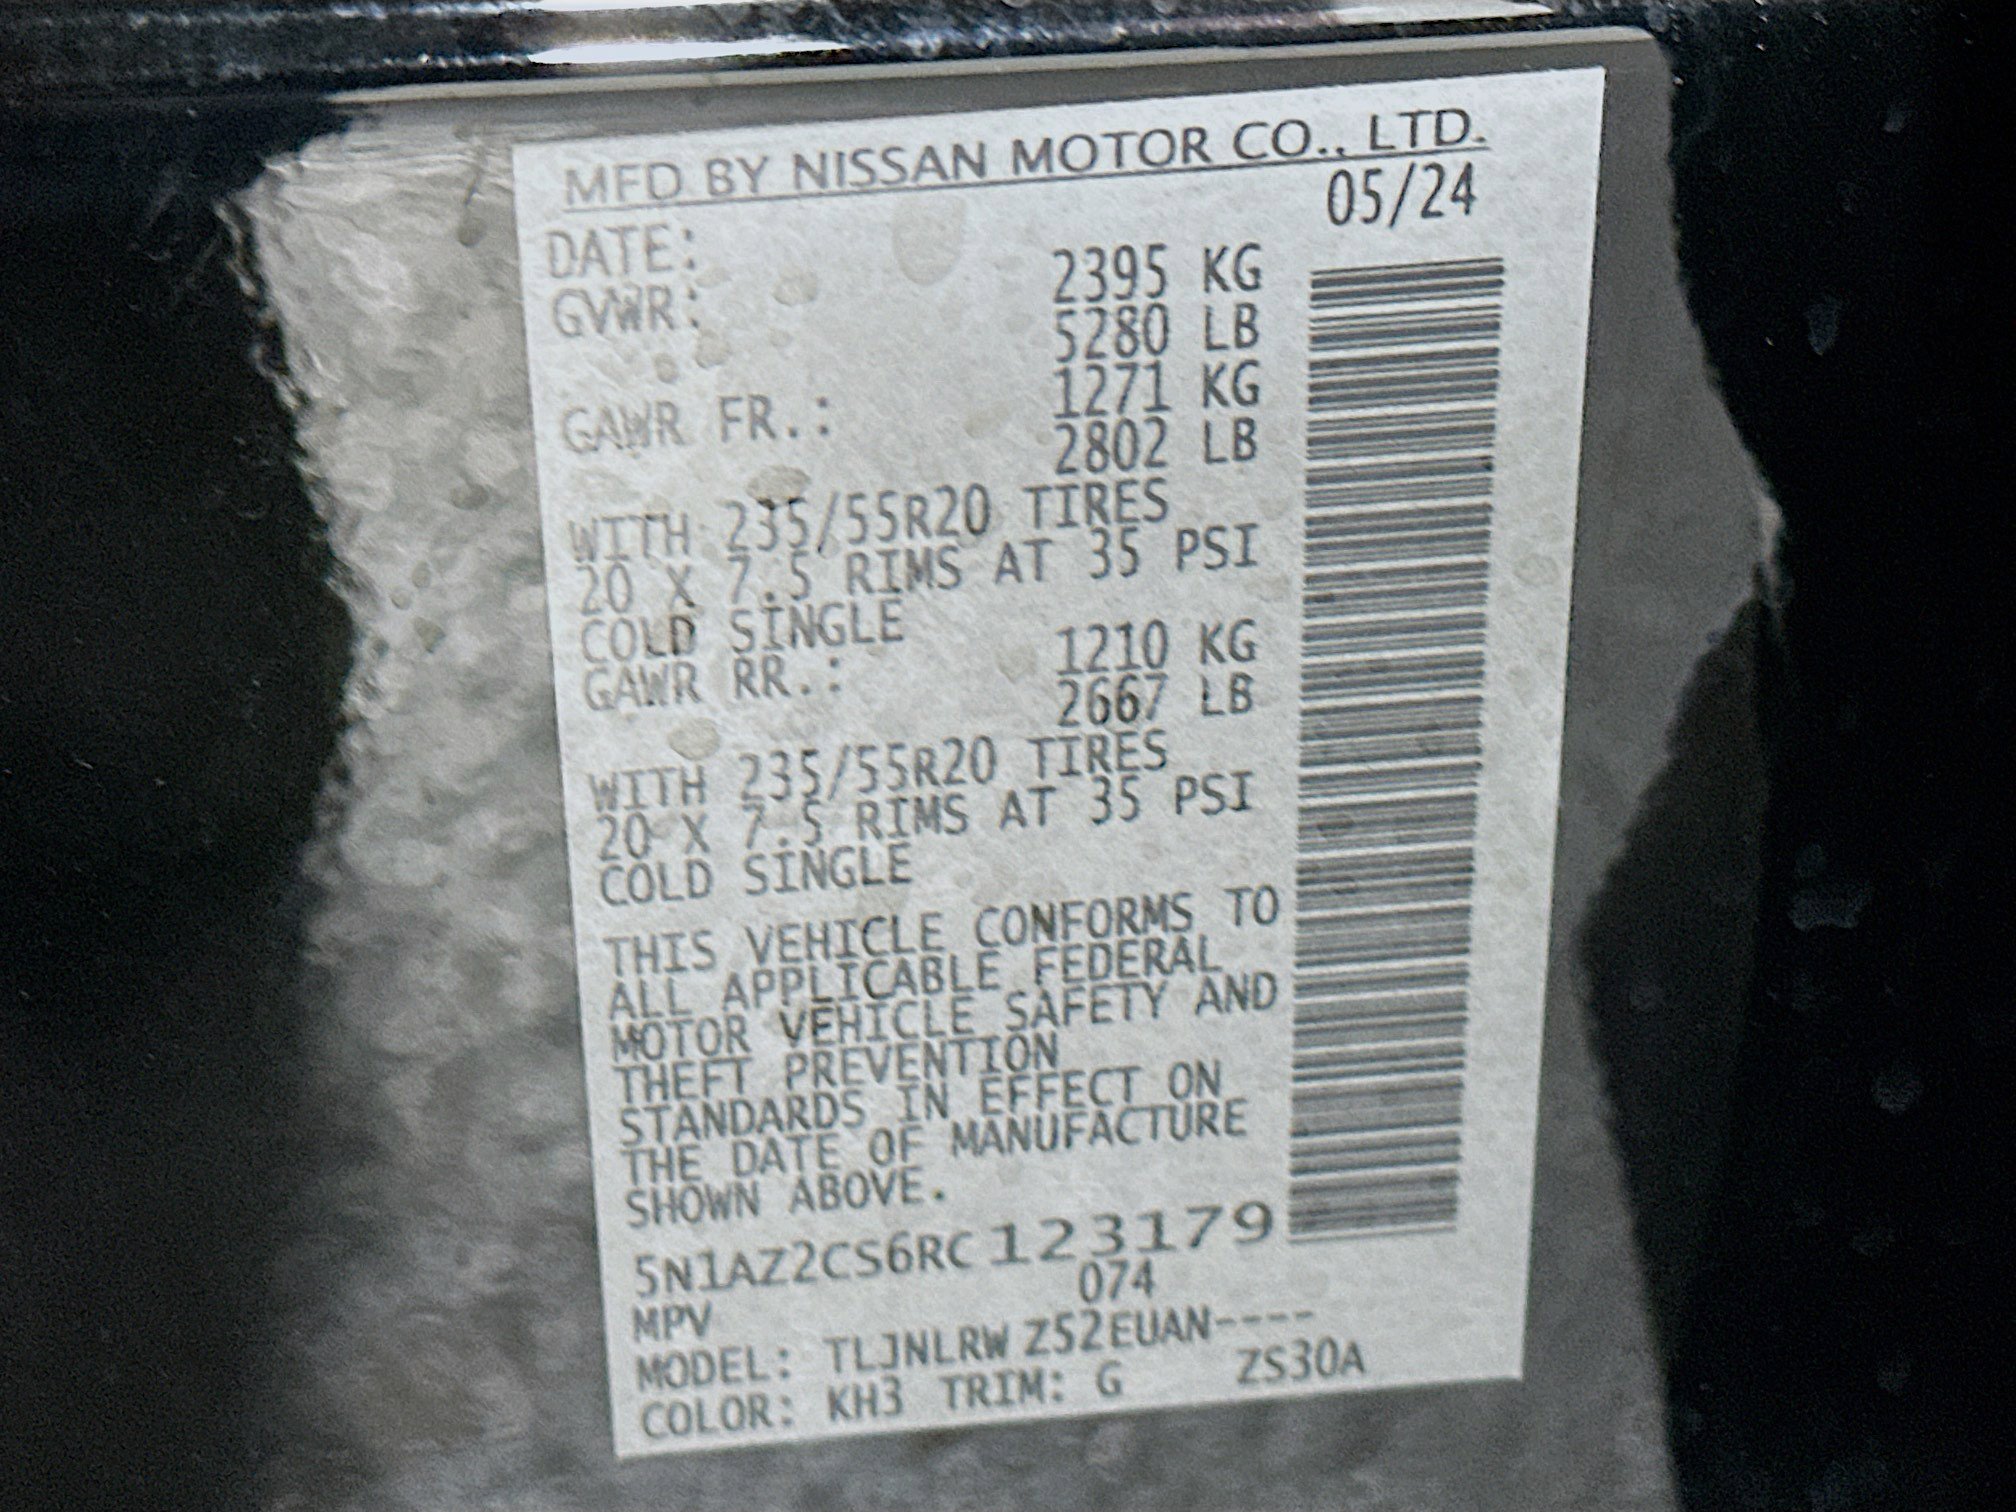 MFD BY NISSAN MOTOR CO., LTD.
DATE: 05/24
GVWR: 2395 KG
5280 LB
GAWR FR.: 1271 KG
2802 LB
WITH 235/55R20 TIRES
20 X 7.5 RIMS AT 35 PSI
COLD SINGLE
GAWR RR.: 1210 KG
2667 LB
WITH 235/55R20 TIRES
20 X 7.5 RIMS AT 35 PSI
COLD SINGLE
THIS VEHICLE CONFORMS TO
ALL APPLICABLE FEDERAL
MOTOR VEHICLE SAFETY AND
THEFT PREVENTION
STANDARDS IN EFFECT ON
THE DATE OF MANUFACTURE
SHOWN ABOVE.
5N1AZ2CS6RC123179
MPV 074
MODEL: TLJNLRW Z52EUAN----
COLOR: KH3 TRIM: G ZS30A